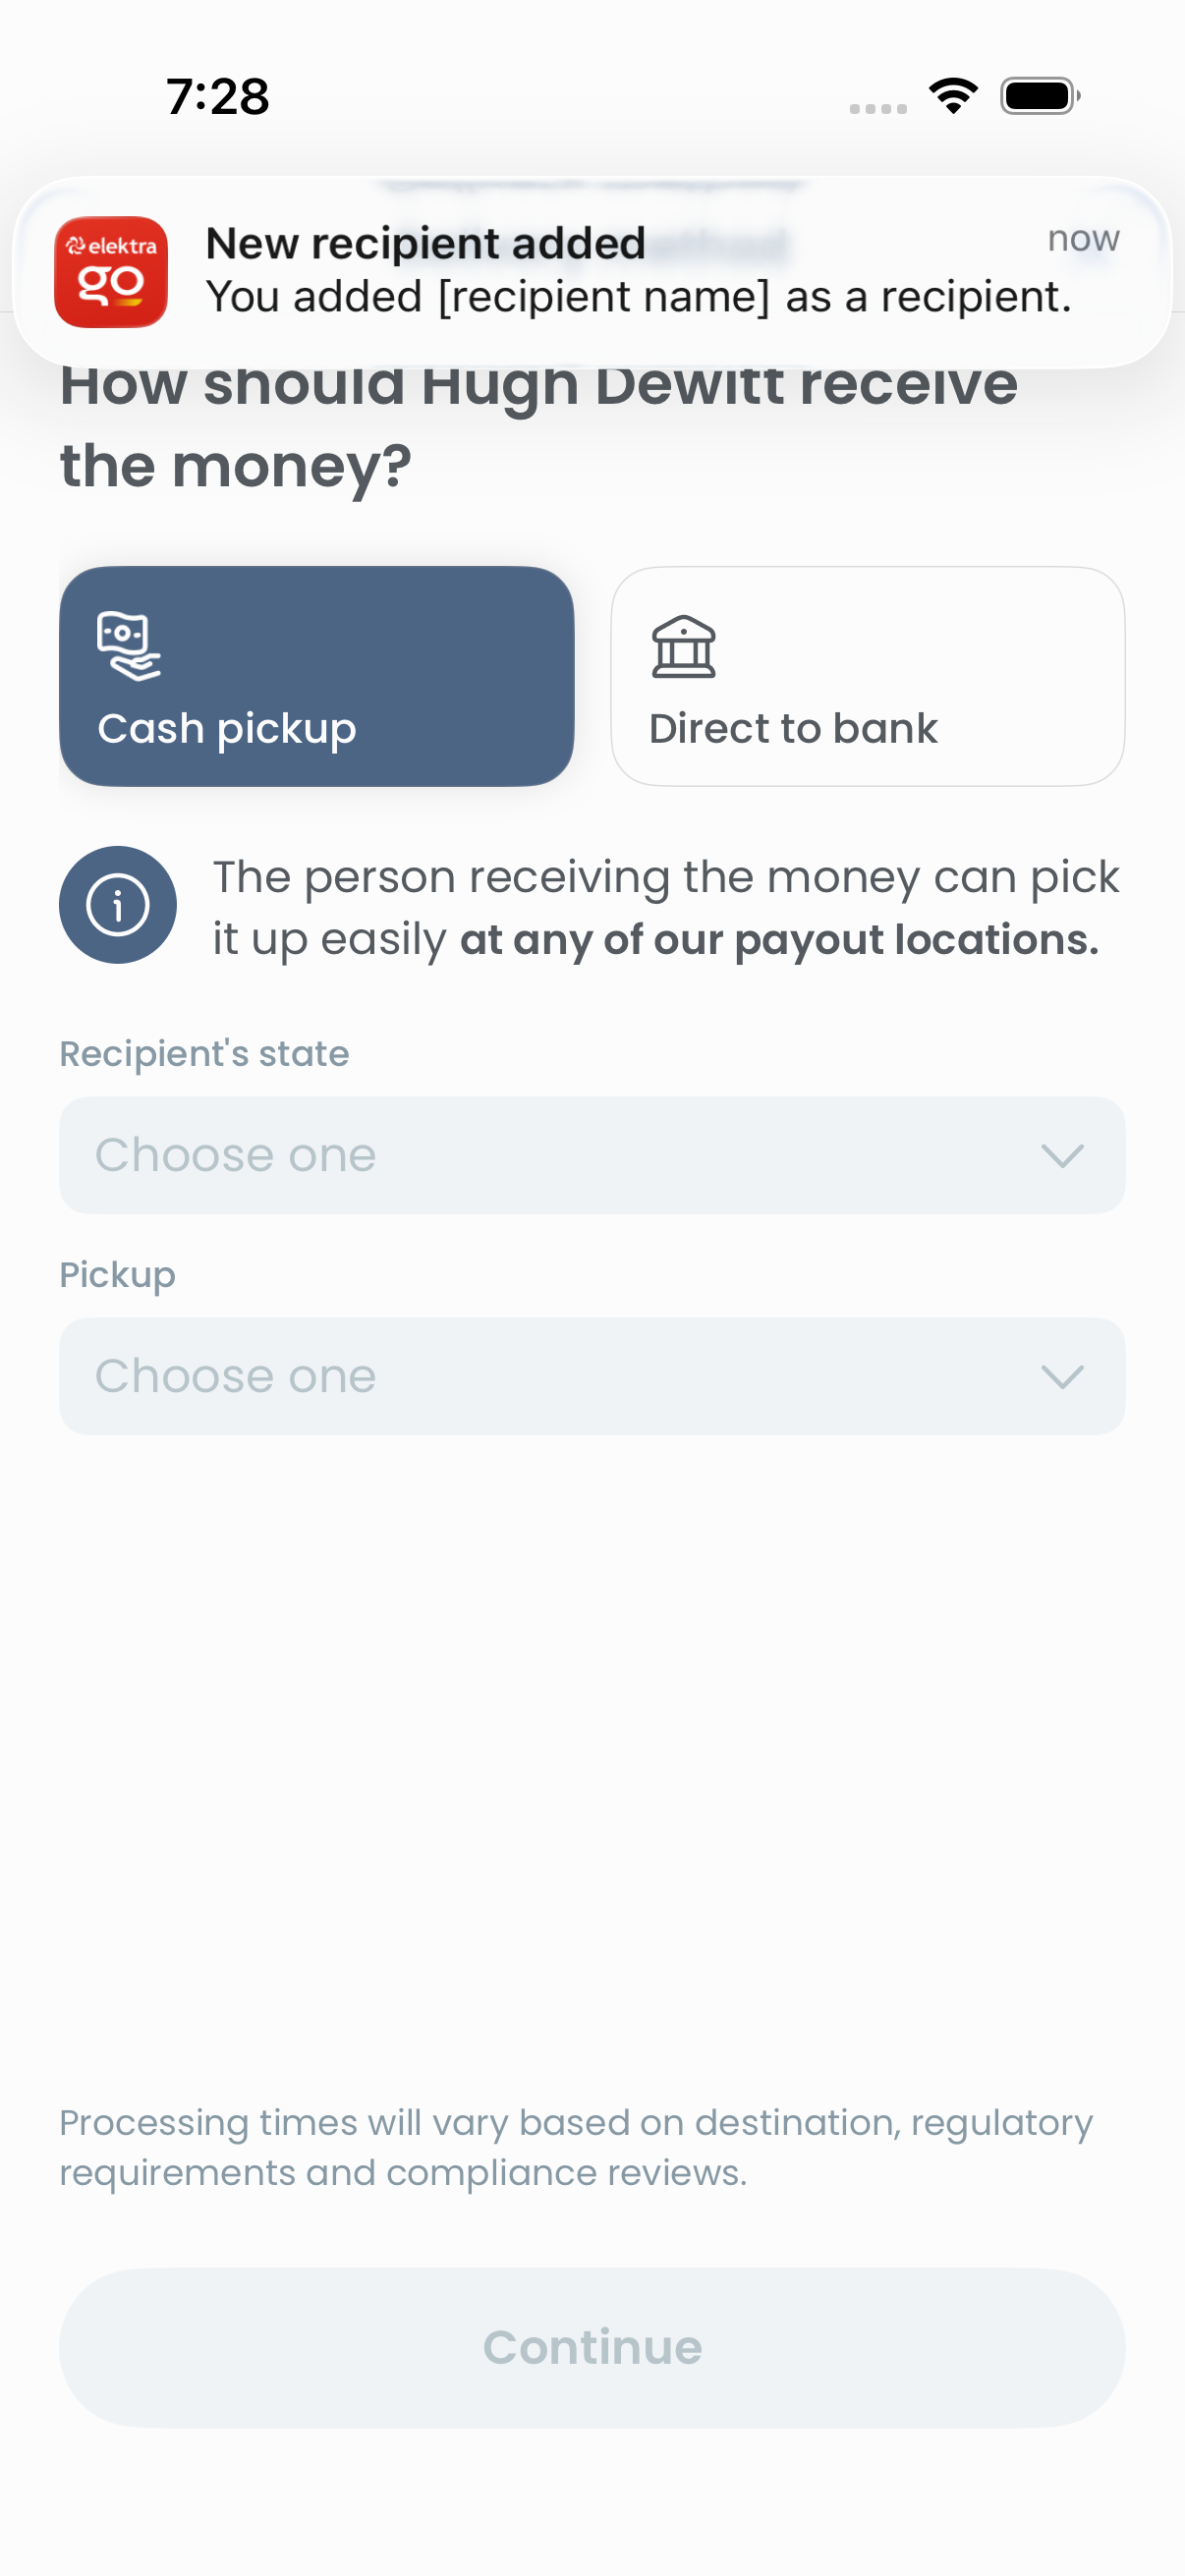 7:28
elektra
go
New recipient added
now
You added [recipient name] as a recipient.
How should Hugh Dewitt receive
the money?
Cash pickup
Direct to bank
The person receiving the money can pick
it up easily at any of our payout locations.
Recipient's state
Choose one
Pickup
Choose one
Processing times will vary based on destination, regulatory
requirements and compliance reviews.
Continue